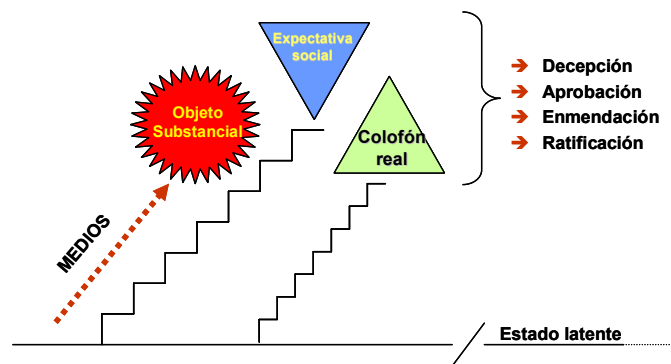 Expectativa
social
Objeto
Substancial
Colofón
real
MEDIOS
Decepción
Aprobación
Enmendación
Ratificación
Estado latente